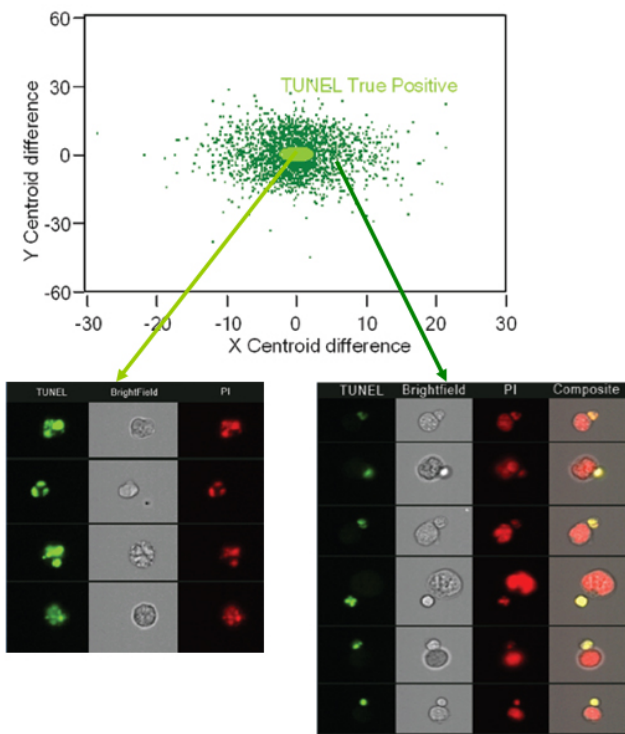 60
30
0
-30
-60
Y Centroid difference
TUNEL True Positive
-30 -20 -10 0 10 20 30
X Centroid difference
TUNEL BrightField PI
TUNEL Brightfield PI Composite